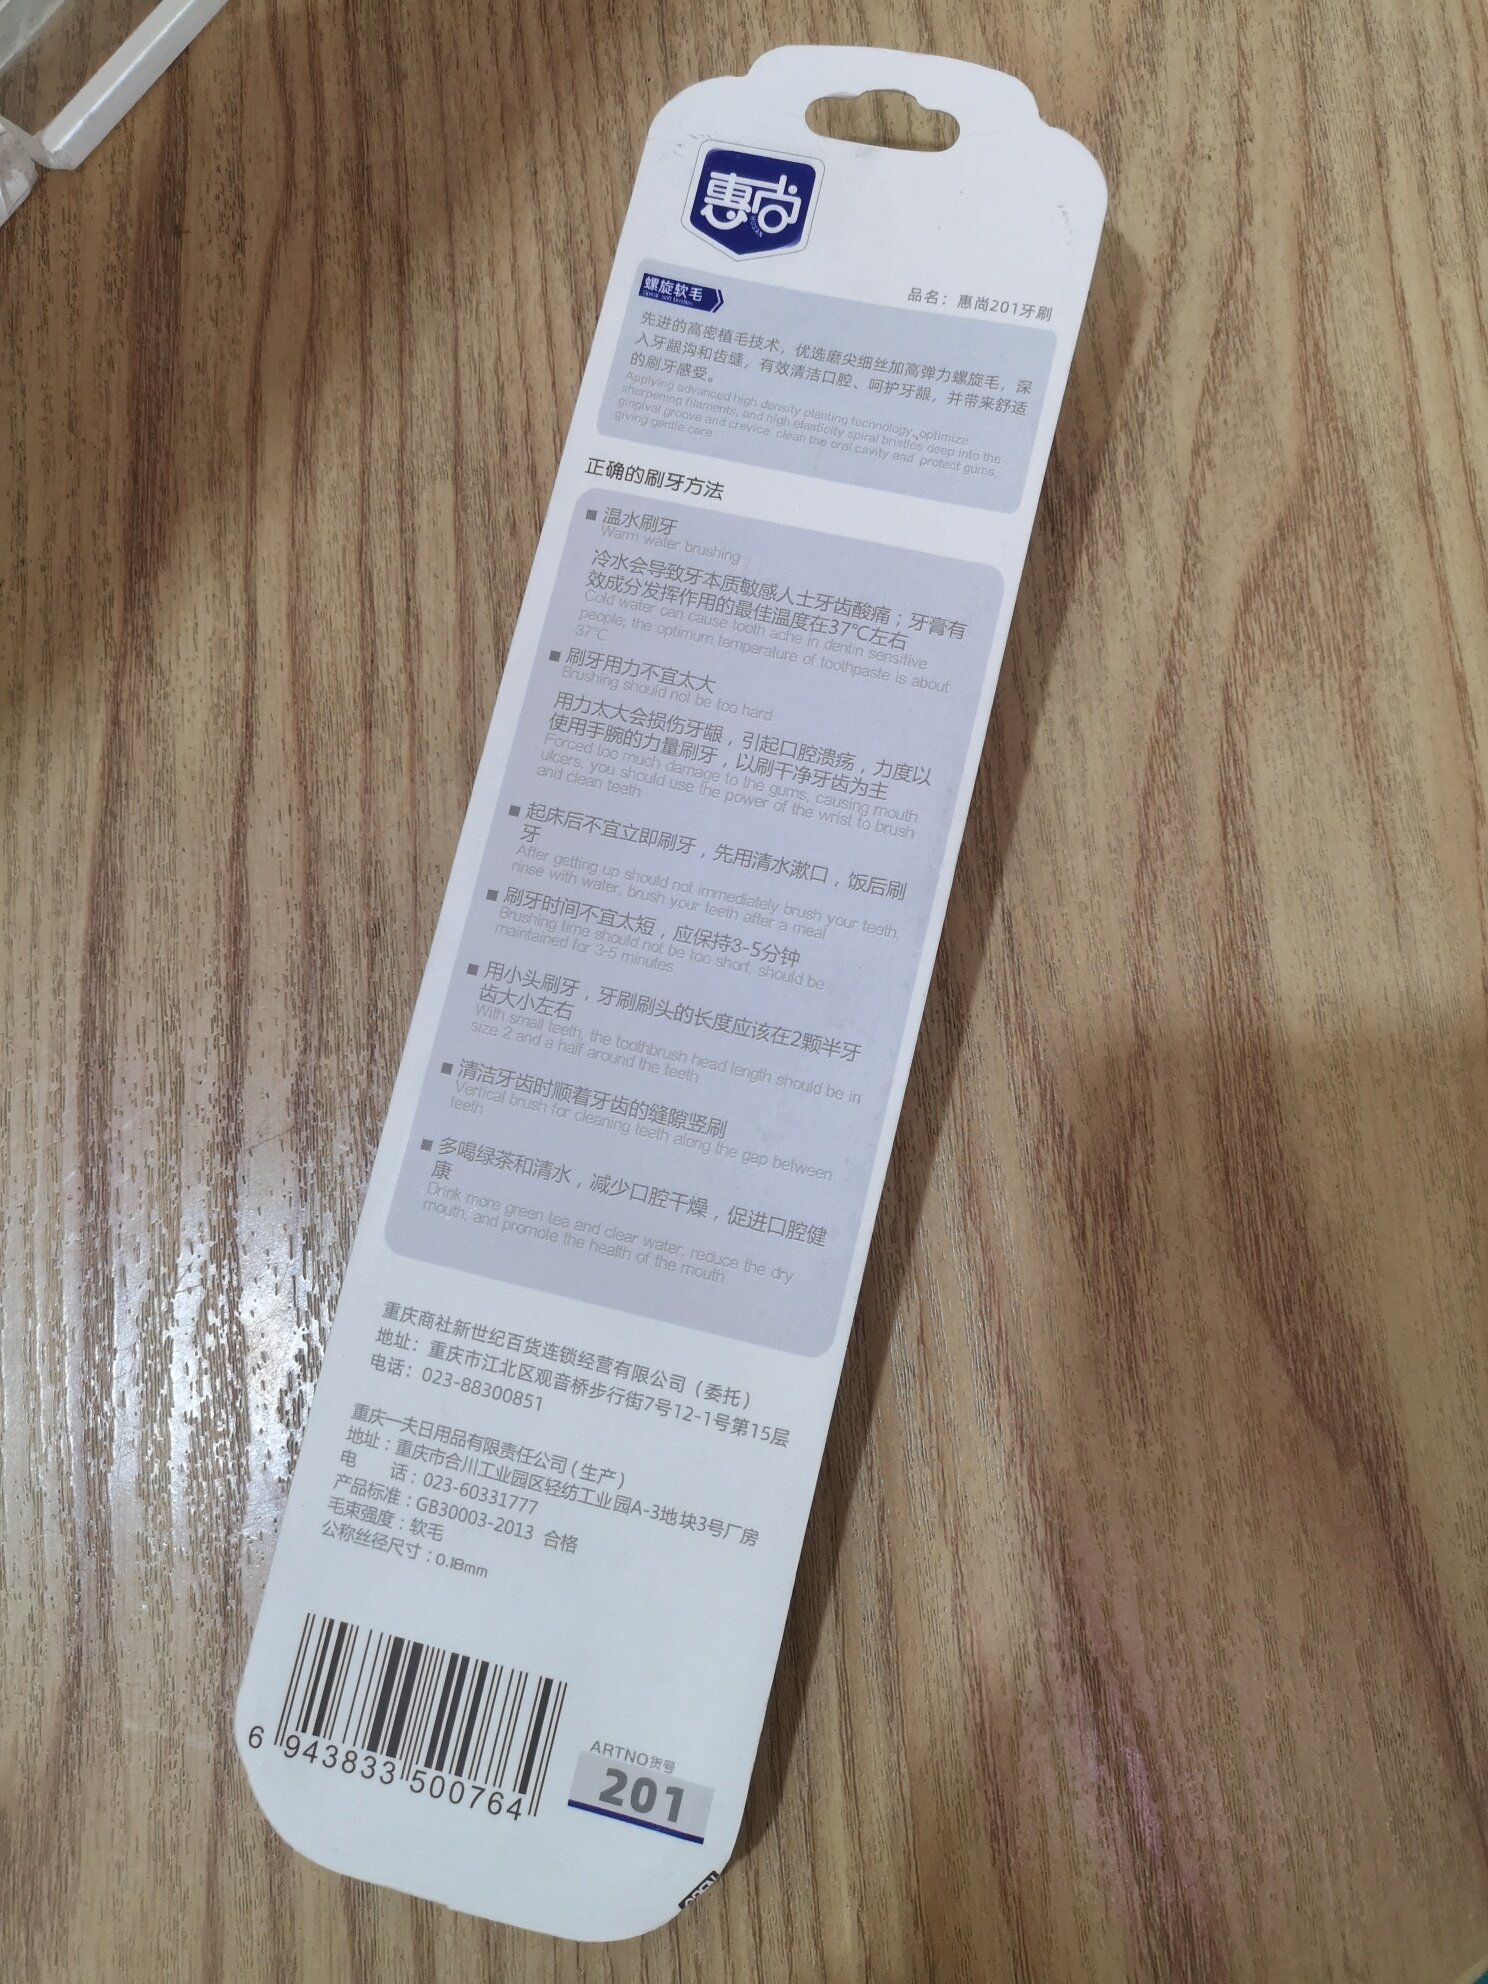 惠尚
HUISAN
品名：惠尚201牙刷
螺旋软毛
Spiral soft bristles
先进的高密植毛技术，优选磨尖细丝加高弹力螺旋毛，深
入牙龈沟和齿缝，有效清洁口腔、呵护牙龈，并带来舒适
的刷牙感受。
Applying advanced high density planting technology, optimize
sharpening filaments, and high elasticity spiral bristles deep into the
gingival groove and crevice, clean the oral cavity and protect gums,
giving gentle care
正确的刷牙方法
■ 温水刷牙
Warm water brushing
冷水会导致牙本质敏感人士牙齿酸痛；牙膏有
效成分发挥作用的最佳温度在37℃左右
Cold water can cause tooth ache in dentin sensitive
people; the optimum temperature of toothpaste is about
37℃
■ 刷牙用力不宜太大
Brushing should not be too hard
用力太大会损伤牙龈，引起口腔溃疡，力度以
使用手腕的力量刷牙，以刷干净牙齿为主
Forced too much damage to the gums, causing mouth
ulcers, you should use the power of the wrist to brush
and clean teeth
■ 起床后不宜立即刷牙，先用清水漱口，饭后刷
牙
After getting up should not immediately brush your teeth,
rinse with water, brush your teeth after a meal
■ 刷牙时间不宜太短，应保持3-5分钟
Brushing time should not be too short, should be
maintained for 3-5 minutes
■ 用小头刷牙，牙刷刷头的长度应该在2颗半牙
齿大小左右
With small teeth, the toothbrush head length should be in
size 2 and a half around the teeth
■ 清洁牙齿时顺着牙齿的缝隙竖刷
Vertical brush for cleaning teeth along the gap between
teeth
■ 多喝绿茶和清水，减少口腔干燥，促进口腔健
康
Drink more green tea and clear water, reduce the dry
mouth, and promote the health of the mouth
重庆商社新世纪百货连锁经营有限公司（委托）
地址：重庆市江北区观音桥步行街7号12-1号第15层
电话：023-88300851
重庆一夫日用品有限责任公司（生产）
地址：重庆市合川工业园区轻纺工业园A-3地块3号厂房
电 话：023-60331777
产品标准：GB30003-2013 合格
毛束强度：软毛
公称丝径尺寸：0.18mm
6 943833 500764
ARTNO货号
201
OPEN